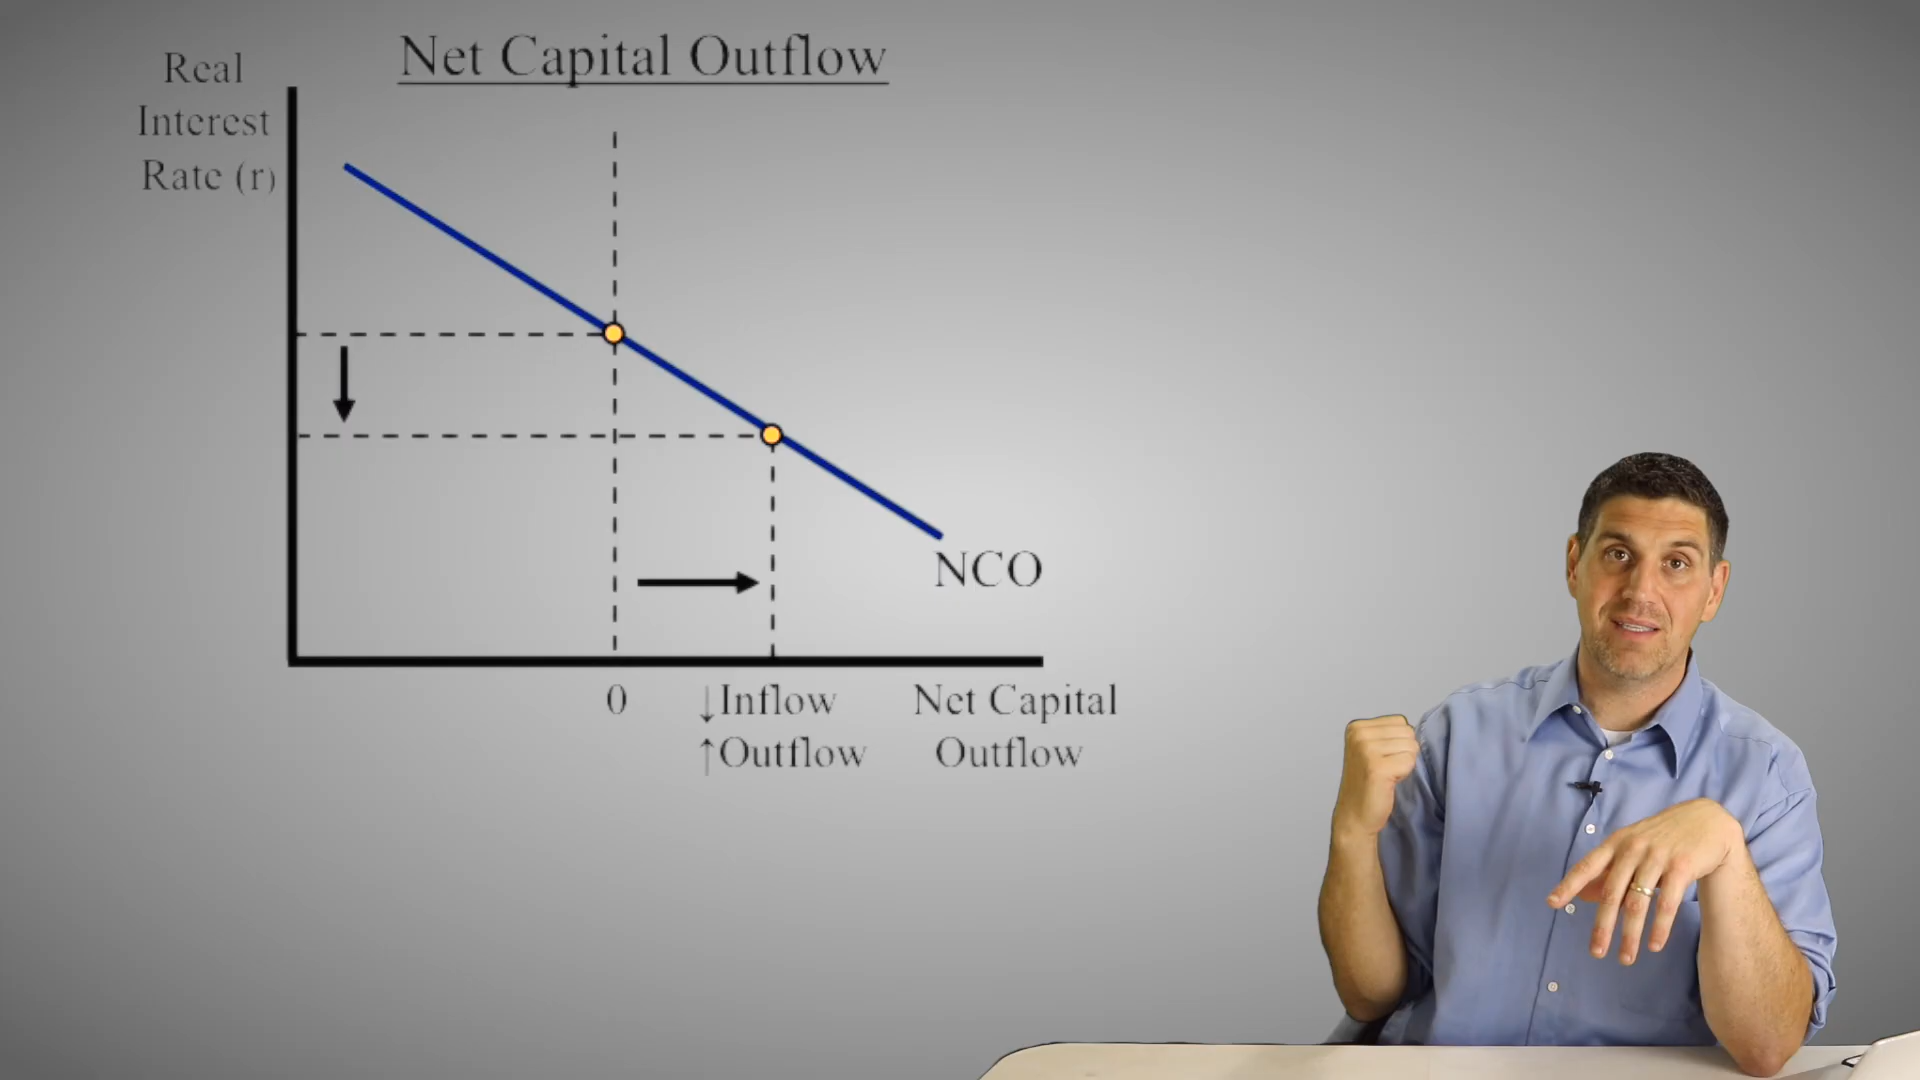 Net Capital Outflow
Real
Interest
Rate (r)
NCO
0
↓Inflow
↑Outflow
Net Capital
Outflow